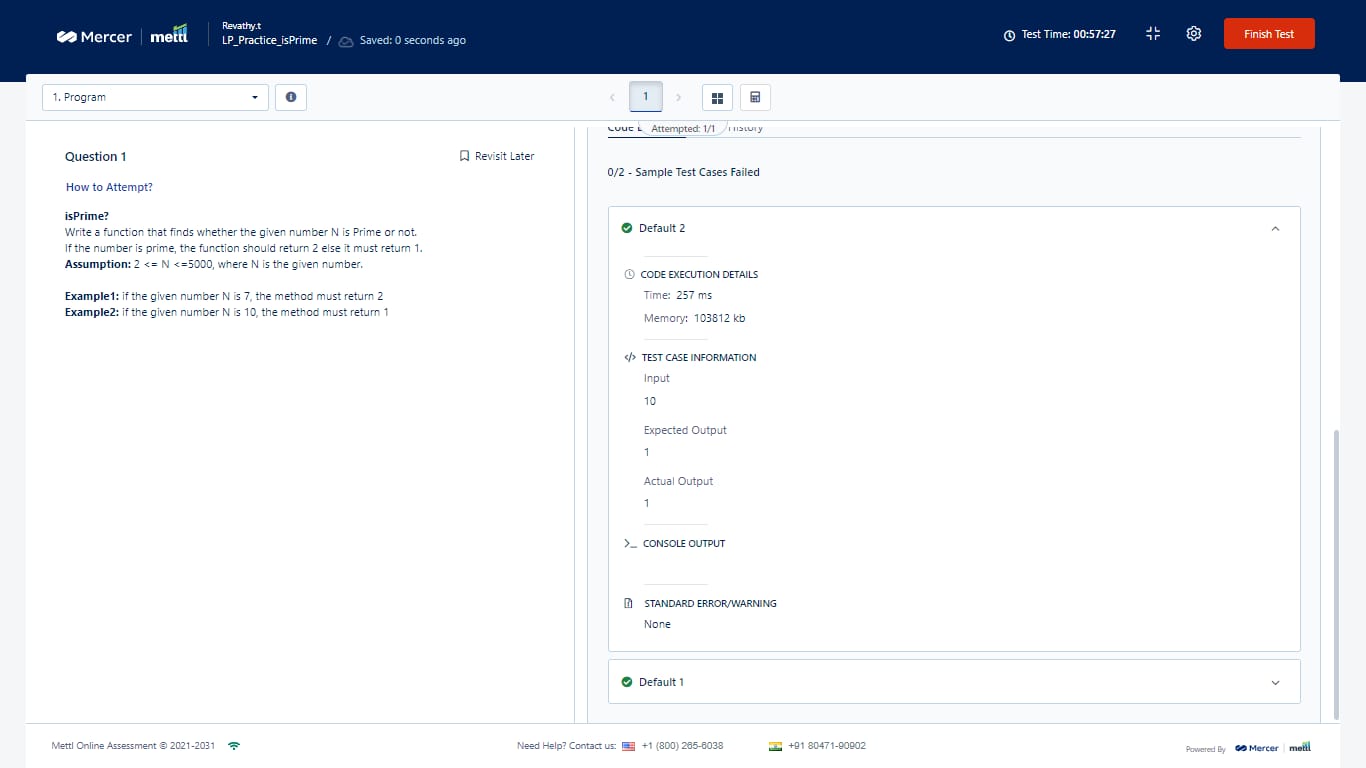 Mercer mettl
Revathy.t
LP_Practice_isPrime / Saved: 0 seconds ago
Test Time: 00:57:27
Finish Test
1. Program
1
Attempted: 1/1
Question 1
Revisit Later
How to Attempt?
isPrime?
Write a function that finds whether the given number N is Prime or not.
If the number is prime, the function should return 2 else it must return 1.
Assumption: 2 <= N <=5000, where N is the given number.
Example1: if the given number N is 7, the method must return 2
Example2: if the given number N is 10, the method must return 1
Code
History
0/2 - Sample Test Cases Failed
Default 2
CODE EXECUTION DETAILS
Time: 257 ms
Memory: 103812 kb
</> TEST CASE INFORMATION
Input
10
Expected Output
1
Actual Output
1
>_ CONSOLE OUTPUT
STANDARD ERROR/WARNING
None
Default 1
Mettl Online Assessment © 2021-2031
Need Help? Contact us: +1 (800) 265-6038
+91 80471-90902
Powered By Mercer mettl